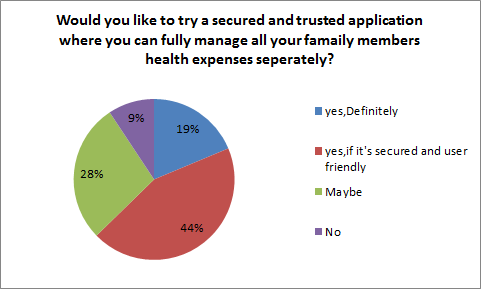 Would you like to try a secured and trusted application
where you can fully manage all your famaily members
health expenses seperately?
9%
19%
28%
44%
yes,Definitely
yes,if it's secured and user
friendly
Maybe
No